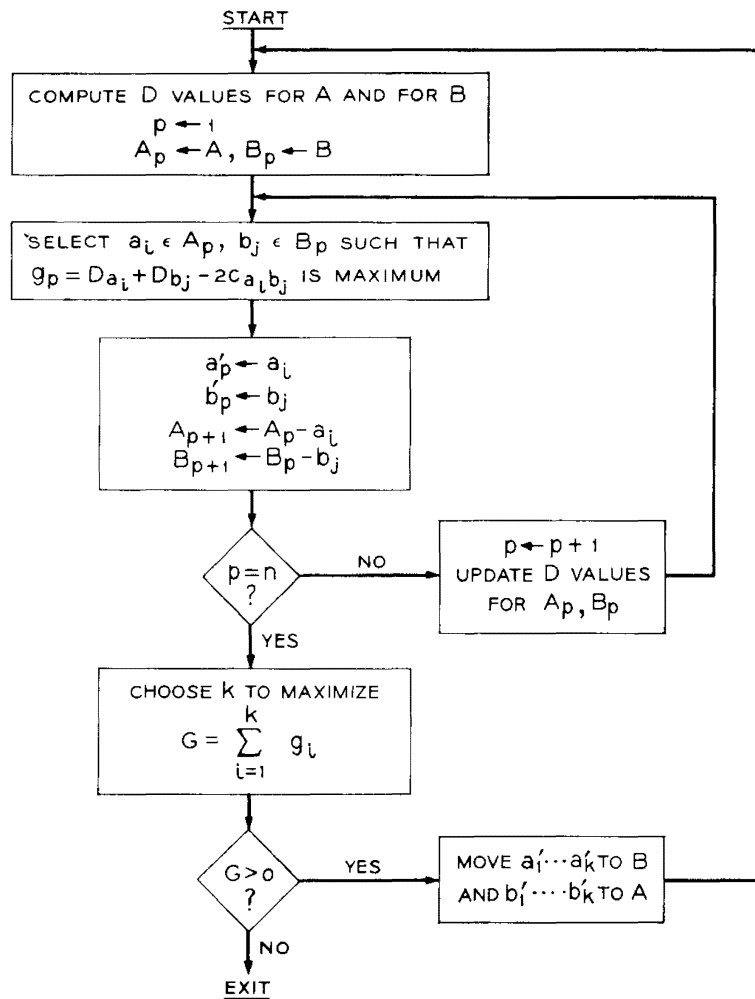 START
COMPUTE D VALUES FOR A AND FOR B
p ← 1
A_p ← A, B_p ← B
SELECT a_i ϵ A_p, b_j ϵ B_p SUCH THAT
g_p = D_{a_i} + D_{b_j} - 2C_{a_i b_j} IS MAXIMUM
a'_p ← a_i
b'_p ← b_j
A_{p+1} ← A_p - a_i
B_{p+1} ← B_p - b_j
p = n
?
NO
p ← p + 1
UPDATE D VALUES
FOR A_p, B_p
YES
CHOOSE k TO MAXIMIZE
G = \sum_{i=1}^{k} g_i
G > 0
?
YES
MOVE a'_1 ··· a'_k TO B
AND b'_1 ···· b'_k TO A
NO
EXIT